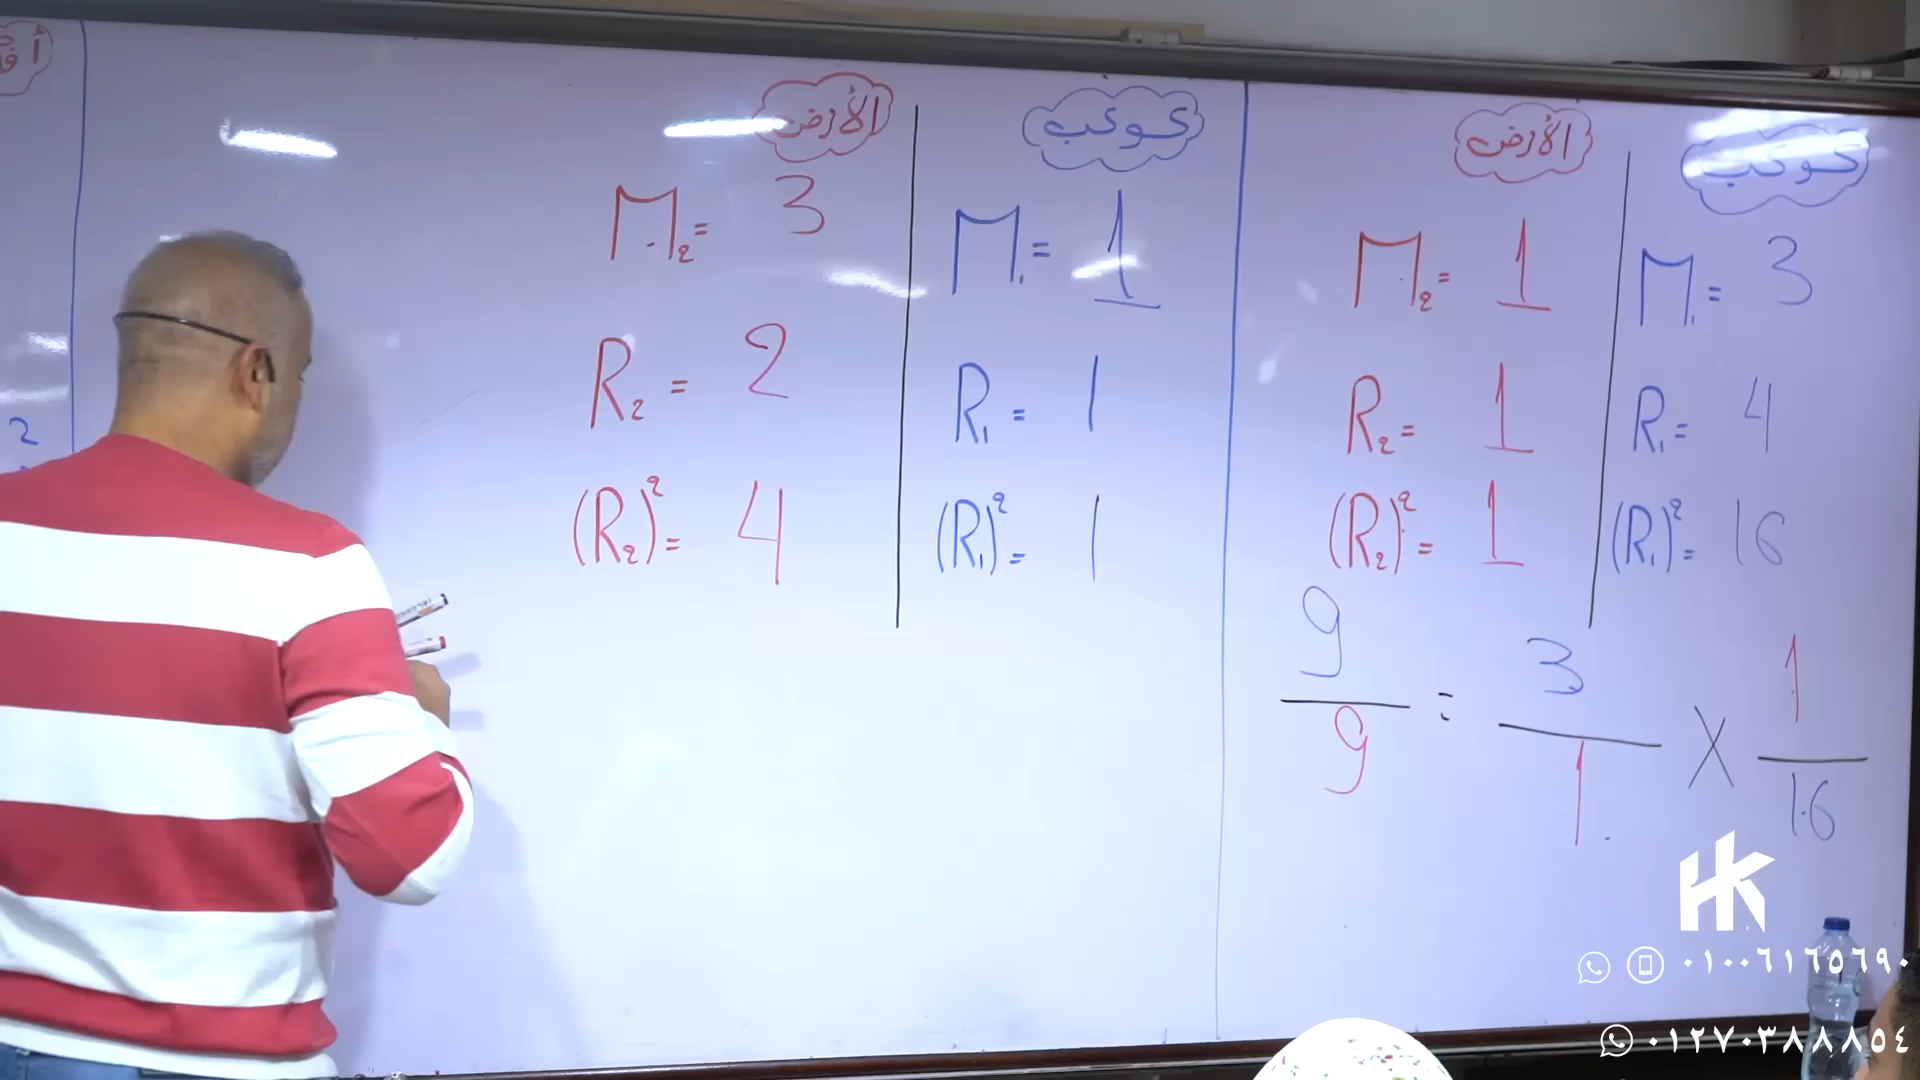 كوكب
الأرض
M₁ = 3
M₂ = 1
R₁ = 4
R₂ = 1
(R₁)² = 16
(R₂)² = 1
g/g = 3/1 X 1/16
كوكب
الأرض
M₁ = 1
M₂ = 3
R₁ = 1
R₂ = 2
(R₁)² = 1
(R₂)² = 4
2
HK
٠١٠٠٦١٦٥٦٩٠
٠١٢٧٠٣٨٨٨٥٤